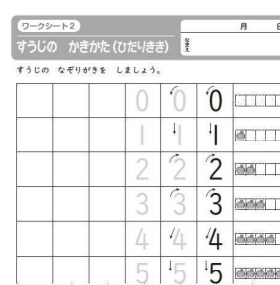 ワークシート2
すうじの かきかた(ひだりきき)
月
なまえ
すうじの なぞりがきを しましょう。
0 0 0
1 1 1
2 2 2
3 3 3
4 4 4
5 5 5